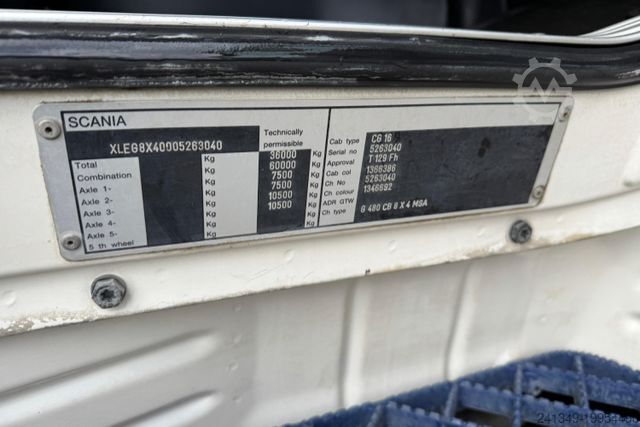 SCANIA
XLEG8X40005263040
Technically
permissible
Total Kg 36000 Kg
Combination Kg 60000 Kg
Axle 1- Kg 7500 Kg
Axle 2- Kg 7500 Kg
Axle 3- Kg 10500 Kg
Axle 4- Kg 10500 Kg
Axle 5- Kg Kg
5 th wheel Kg Kg
Cab type CG 16
Serial no 5263040
Approval T 129 Fh
Cab col 1366386
Ch No 5263040
Ch colour 1346692
ADR GTW
Ch type G 480 CB 8 X 4 MSA